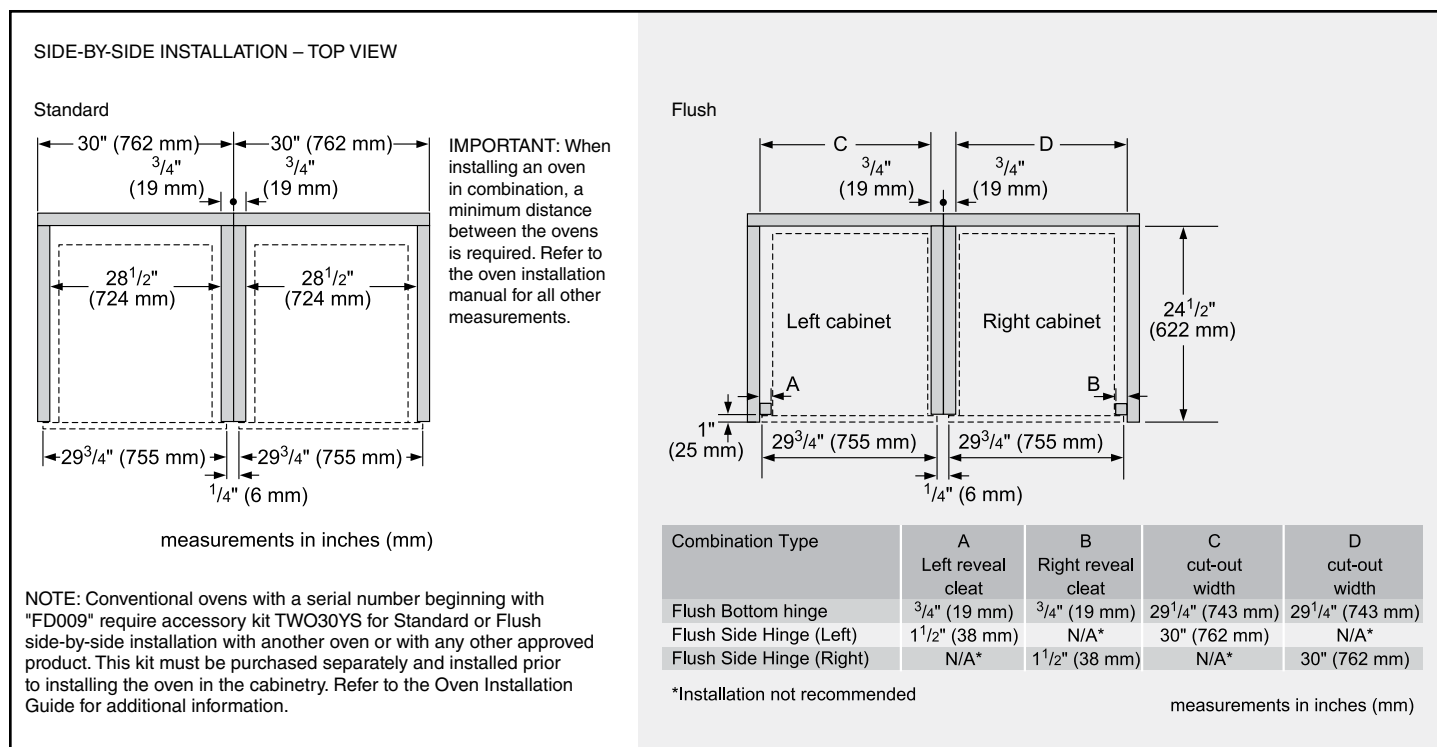 SIDE-BY-SIDE INSTALLATION – TOP VIEW
Standard
30" (762 mm)
30" (762 mm)
3/4"
(19 mm)
3/4"
(19 mm)
28 1/2"
(724 mm)
28 1/2"
(724 mm)
29 3/4" (755 mm)
29 3/4" (755 mm)
1/4" (6 mm)
measurements in inches (mm)
IMPORTANT: When
installing an oven
in combination, a
minimum distance
between the ovens
is required. Refer to
the oven installation
manual for all other
measurements.
NOTE: Conventional ovens with a serial number beginning with
"FD009" require accessory kit TWO30YS for Standard or Flush
side-by-side installation with another oven or with any other approved
product. This kit must be purchased separately and installed prior
to installing the oven in the cabinetry. Refer to the Oven Installation
Guide for additional information.
Flush
C
D
3/4"
(19 mm)
3/4"
(19 mm)
Left cabinet
Right cabinet
24 1/2"
(622 mm)
A
B
1"
(25 mm)
29 3/4" (755 mm)
29 3/4" (755 mm)
1/4" (6 mm)
Combination Type A B C D
Left reveal Right reveal cut-out cut-out
cleat cleat width width
Flush Bottom hinge 3/4" (19 mm) 3/4" (19 mm) 29 1/4" (743 mm) 29 1/4" (743 mm)
Flush Side Hinge (Left) 1 1/2" (38 mm) N/A* 30" (762 mm) N/A*
Flush Side Hinge (Right) N/A* 1 1/2" (38 mm) N/A* 30" (762 mm)
*Installation not recommended
measurements in inches (mm)